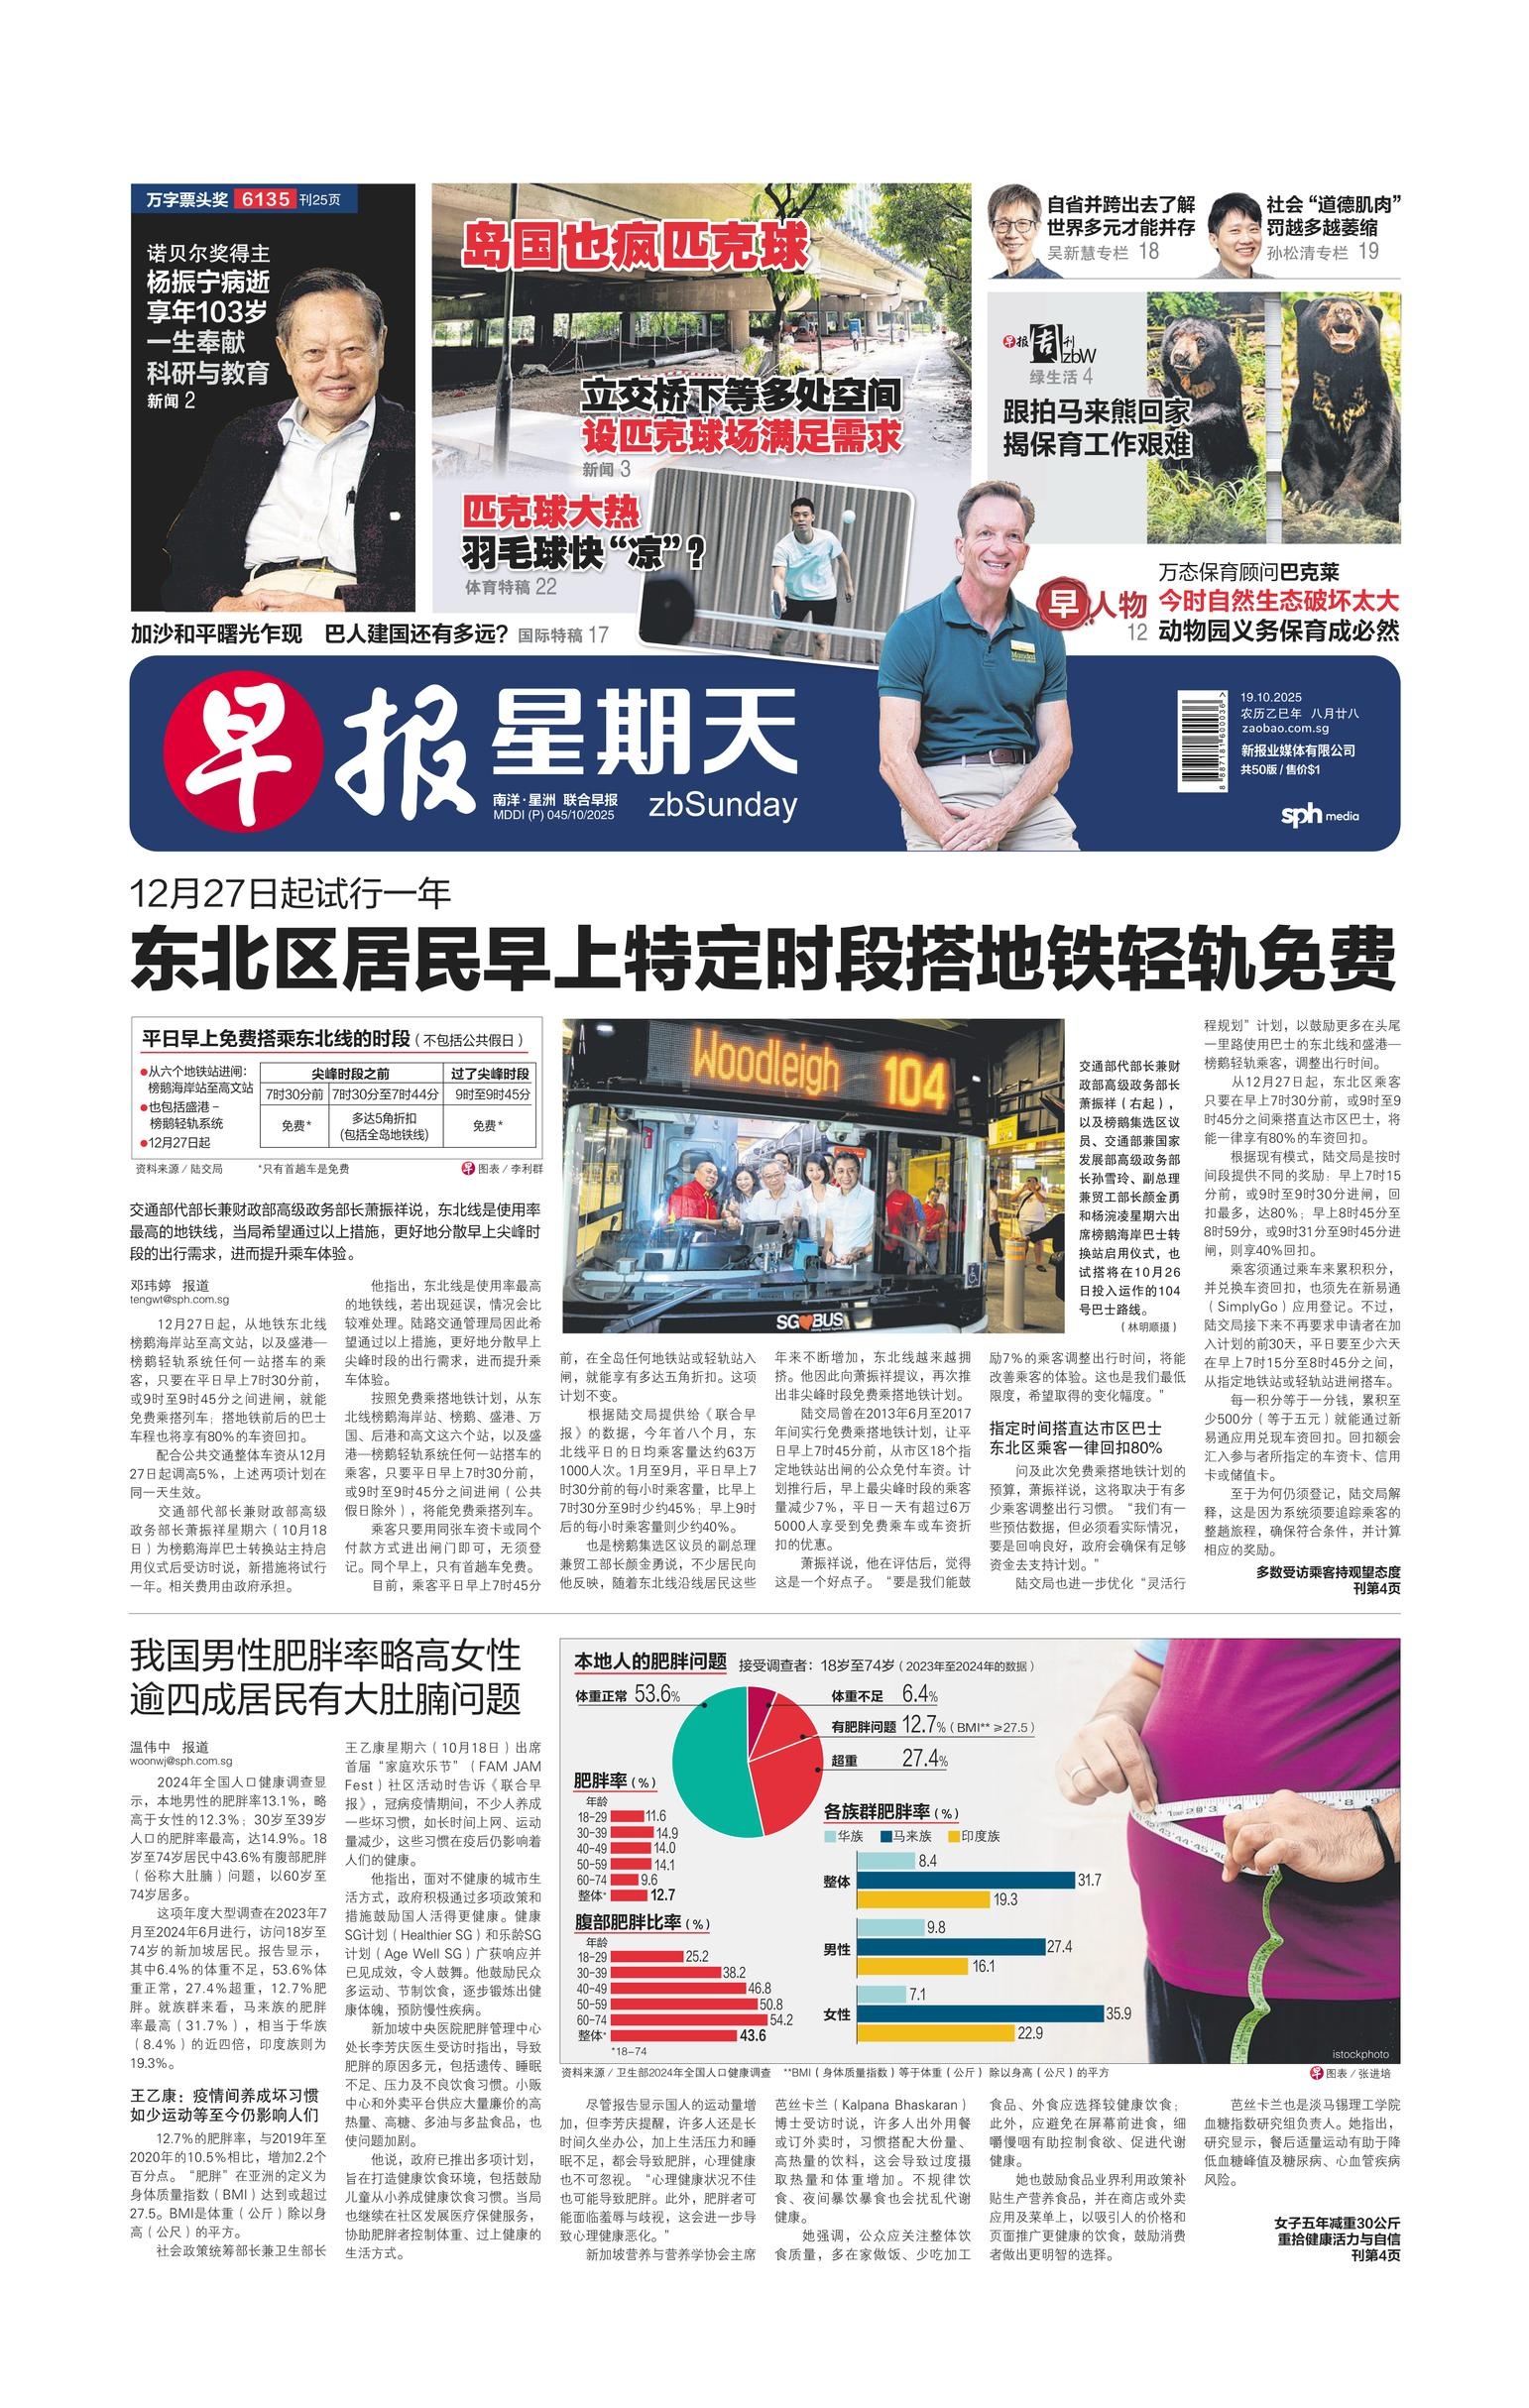 万字票头奖 6135 刊25页
诺贝尔奖得主
杨振宁病逝
享年103岁
一生奉献
科研与教育
新闻 2
岛国也疯匹克球
立交桥下等多处空间
设匹克球场满足需求
新闻 3
匹克球大热
羽毛球快“凉”？
体育特稿 22
自省并跨出去了解
世界多元才能并存
吴新慧专栏 18
社会“道德肌肉”
罚越多越萎缩
孙松清专栏 19
早报周刊
zbW
绿生活 4
跟拍马来熊回家
揭保育工作艰难
早人物
12
万态保育顾问巴克莱
今时自然生态破坏太大
动物园义务保育成必然
加沙和平曙光乍现 巴人建国还有多远？ 国际特稿 17
早报 星期天
南洋·星洲 联合早报
MDDI (P) 045/10/2025
zbSunday
19.10.2025
农历乙巳年 八月廿八
zaobao.com.sg
新报业媒体有限公司
共50版 / 售价$1
sph media
12月27日起试行一年
东北区居民早上特定时段搭地铁轻轨免费
平日早上免费搭乘东北线的时段（不包括公共假日）
●从六个地铁站进闸：
榜鹅海岸站至高文站
●也包括盛港–
榜鹅轻轨系统
●12月27日起
尖峰时段之前 过了尖峰时段
7时30分前 7时30分至7时44分 9时至9时45分
免费* 多达5角折扣
(包括全岛地铁线) 免费*
资料来源 / 陆交局 *只有首趟车是免费 早 图表 / 李利群
交通部代部长兼财政部高级政务部长萧振祥说，东北线是使用率
最高的地铁线，当局希望通过以上措施，更好地分散早上尖峰时
段的出行需求，进而提升乘车体验。
邓玮婷 报道
tengwt@sph.com.sg
12月27日起，从地铁东北线
榜鹅海岸站至高文站，以及盛港—
榜鹅轻轨系统任何一站搭车的乘
客，只要在平日早上7时30分前，
或9时至9时45分之间进闸，就能
免费乘搭列车；搭地铁前后的巴士
车程也将享有80%的车资回扣。
配合公共交通整体车资从12月
27日起调高5%，上述两项计划在
同一天生效。
交通部代部长兼财政部高级
政务部长萧振祥星期六（10月18
日）为榜鹅海岸巴士转换站主持启
用仪式后受访时说，新措施将试行
一年。相关费用由政府承担。
他指出，东北线是使用率最高
的地铁线，若出现延误，情况会比
较难处理。陆路交通管理局因此希
望通过以上措施，更好地分散早上
尖峰时段的出行需求，进而提升乘
车体验。
按照免费乘搭地铁计划，从东
北线榜鹅海岸站、榜鹅、盛港、万
国、后港和高文这六个站，以及盛
港—榜鹅轻轨系统任何一站搭车的
乘客，只要平日早上7时30分前，
或9时至9时45分之间进闸（公共
假日除外），将能免费乘搭列车。
乘客只要用同张车资卡或同个
付款方式进出闸门即可，无须登
记。同个早上，只有首趟车免费。
目前，乘客平日早上7时45分
Woodleigh 104
SG BUS
交通部代部长兼财
政部高级政务部长
萧振祥（右起），
以及榜鹅集选区议
员、交通部兼国家
发展部高级政务部
长孙雪玲、副总理
兼贸工部长颜金勇
和杨涴凌星期六出
席榜鹅海岸巴士转
换站启用仪式，也
试搭将在10月26
日投入运作的104
号巴士路线。
（林明顺摄）
前，在全岛任何地铁站或轻轨站入
闸，就能享有多达五角折扣。这项
计划不变。
根据陆交局提供给《联合早
报》的数据，今年首八个月，东
北线平日的日均乘客量达约63万
1000人次。1月至9月，平日早上7
时30分前的每小时乘客量，比早上
7时30分至9时少约45%；早上9时
后的每小时乘客量则少约40%。
也是榜鹅集选区议员的副总理
兼贸工部长颜金勇说，不少居民向
他反映，随着东北线沿线居民这些
年来不断增加，东北线越来越拥
挤。他因此向萧振祥提议，再次推
出非尖峰时段免费乘搭地铁计划。
陆交局曾在2013年6月至2017
年间实行免费乘搭地铁计划，让平
日早上7时45分前，从市区18个指
定地铁站出闸的公众免付车资。计
划推行后，早上最尖峰时段的乘客
量减少7%，平日一天有超过6万
5000人享受到免费乘车或车资折
扣的优惠。
萧振祥说，他在评估后，觉得
这是一个好点子。“要是我们能鼓
励7%的乘客调整出行时间，将能
改善乘客的体验。这也是我们最低
限度，希望取得的变化幅度。”
指定时间搭直达市区巴士
东北区乘客一律回扣80%
问及此次免费乘搭地铁计划的
预算，萧振祥说，这将取决于有多
少乘客调整出行习惯。“我们有一
些预估数据，但必须看实际情况，
要是回响良好，政府会确保有足够
资金去支持计划。”
陆交局也进一步优化“灵活行
程规划”计划，以鼓励更多在头尾
一里路使用巴士的东北线和盛港—
榜鹅轻轨乘客，调整出行时间。
从12月27日起，东北区乘客
只要在早上7时30分前，或9时至9
时45分之间乘搭直达市区巴士，将
能一律享有80%的车资回扣。
根据现有模式，陆交局是按时
间段提供不同的奖励：早上7时15
分前，或9时至9时30分进闸，回
扣最多，达80%；早上8时45分至
8时59分，或9时31分至9时45分进
闸，则享40%回扣。
乘客须通过乘车来累积积分，
并兑换车资回扣，也须先在新易通
（SimplyGo）应用登记。不过，
陆交局接下来不再要求申请者在加
入计划的前30天，平日要至少六天
在早上7时15分至8时45分之间，
从指定地铁站或轻轨站进闸搭车。
每一积分等于一分钱，累积至
少500分（等于五元）就能通过新
易通应用兑现车资回扣。回扣额会
汇入参与者所指定的车资卡、信用
卡或储值卡。
至于为何仍须登记，陆交局解
释，这是因为系统须要追踪乘客的
整趟旅程，确保符合条件，并计算
相应的奖励。
多数受访乘客持观望态度
刊第4页
我国男性肥胖率略高女性
逾四成居民有大肚腩问题
温伟中 报道
woonwj@sph.com.sg
2024年全国人口健康调查显
示，本地男性的肥胖率13.1%，略
高于女性的12.3%；30岁至39岁
人口的肥胖率最高，达14.9%。18
岁至74岁居民中43.6%有腹部肥胖
（俗称大肚腩）问题，以60岁至
74岁居多。
这项年度大型调查在2023年7
月至2024年6月进行，访问18岁至
74岁的新加坡居民。报告显示，
其中6.4%的体重不足，53.6%体
重正常，27.4%超重，12.7%肥
胖。就族群来看，马来族的肥胖
率最高（31.7%），相当于华族
（8.4%）的近四倍，印度族则为
19.3%。
王乙康：疫情间养成坏习惯
如少运动等至今仍影响人们
12.7%的肥胖率，与2019年至
2020年的10.5%相比，增加2.2个
百分点。“肥胖”在亚洲的定义为
身体质量指数（BMI）达到或超过
27.5。BMI是体重（公斤）除以身
高（公尺）的平方。
社会政策统筹部长兼卫生部长
王乙康星期六（10月18日）出席
首届“家庭欢乐节”（FAM JAM
Fest）社区活动时告诉《联合早
报》，冠病疫情期间，不少人养成
一些坏习惯，如长时间上网、运动
量减少，这些习惯在疫后仍影响着
人们的健康。
他指出，面对不健康的城市生
活方式，政府积极通过多项政策和
措施鼓励国人活得更健康。健康
SG计划（Healthier SG）和乐龄SG
计划（Age Well SG）广获响应并
已见成效，令人鼓舞。他鼓励民众
多运动、节制饮食，逐步锻炼出健
康体魄，预防慢性疾病。
新加坡中央医院肥胖管理中心
处长李芳庆医生受访时指出，导致
肥胖的原因多元，包括遗传、睡眠
不足、压力及不良饮食习惯。小贩
中心和外卖平台供应大量廉价的高
热量、高糖、多油与多盐食品，也
使问题加剧。
他说，政府已推出多项计划，
旨在打造健康饮食环境，包括鼓励
儿童从小养成健康饮食习惯。当局
也继续在社区发展医疗保健服务，
协助肥胖者控制体重、过上健康的
生活方式。
本地人的肥胖问题 接受调查者：18岁至74岁（2023年至2024年的数据）
体重正常 53.6%
体重不足 6.4%
有肥胖问题 12.7%（BMI** ≥27.5）
超重 27.4%
肥胖率（%）
年龄
18–29 11.6
30–39 14.9
40–49 14.0
50–59 14.1
60–74 9.6
整体* 12.7
腹部肥胖比率（%）
年龄
18–29 25.2
30–39 38.2
40–49 46.8
50–59 50.8
60–74 54.2
整体* 43.6
*18–74
各族群肥胖率（%）
华族 马来族 印度族
整体 8.4 31.7 19.3
男性 9.8 27.4 16.1
女性 7.1 35.9 22.9
istockphoto
资料来源 / 卫生部2024年全国人口健康调查 **BMI（身体质量指数）等于体重（公斤）除以身高（公尺）的平方 早 图表 / 张进培
尽管报告显示国人的运动量增
加，但李芳庆提醒，许多人还是长
时间久坐办公，加上生活压力和睡
眠不足，都会导致肥胖，心理健康
也不可忽视。“心理健康状况不佳
也可能导致肥胖。此外，肥胖者可
能面临羞辱与歧视，这会进一步导
致心理健康恶化。”
新加坡营养与营养学协会主席
芭丝卡兰（Kalpana Bhaskaran）
博士受访时说，许多人出外用餐
或订外卖时，习惯搭配大份量、
高热量的饮料，这会导致过度摄
取热量和体重增加。不规律饮
食、夜间暴饮暴食也会扰乱代谢
健康。
她强调，公众应关注整体饮
食质量，多在家做饭、少吃加工
食品、外食应选择较健康饮食；
此外，应避免在屏幕前进食，细
嚼慢咽有助控制食欲、促进代谢
健康。
她也鼓励食品业界利用政策补
贴生产营养食品，并在商店或外卖
应用及菜单上，以吸引人的价格和
页面推广更健康的饮食，鼓励消费
者做出更明智的选择。
芭丝卡兰也是淡马锡理工学院
血糖指数研究组负责人。她指出，
研究显示，餐后适量运动有助于降
低血糖峰值及糖尿病、心血管疾病
风险。
女子五年减重30公斤
重拾健康活力与自信
刊第4页